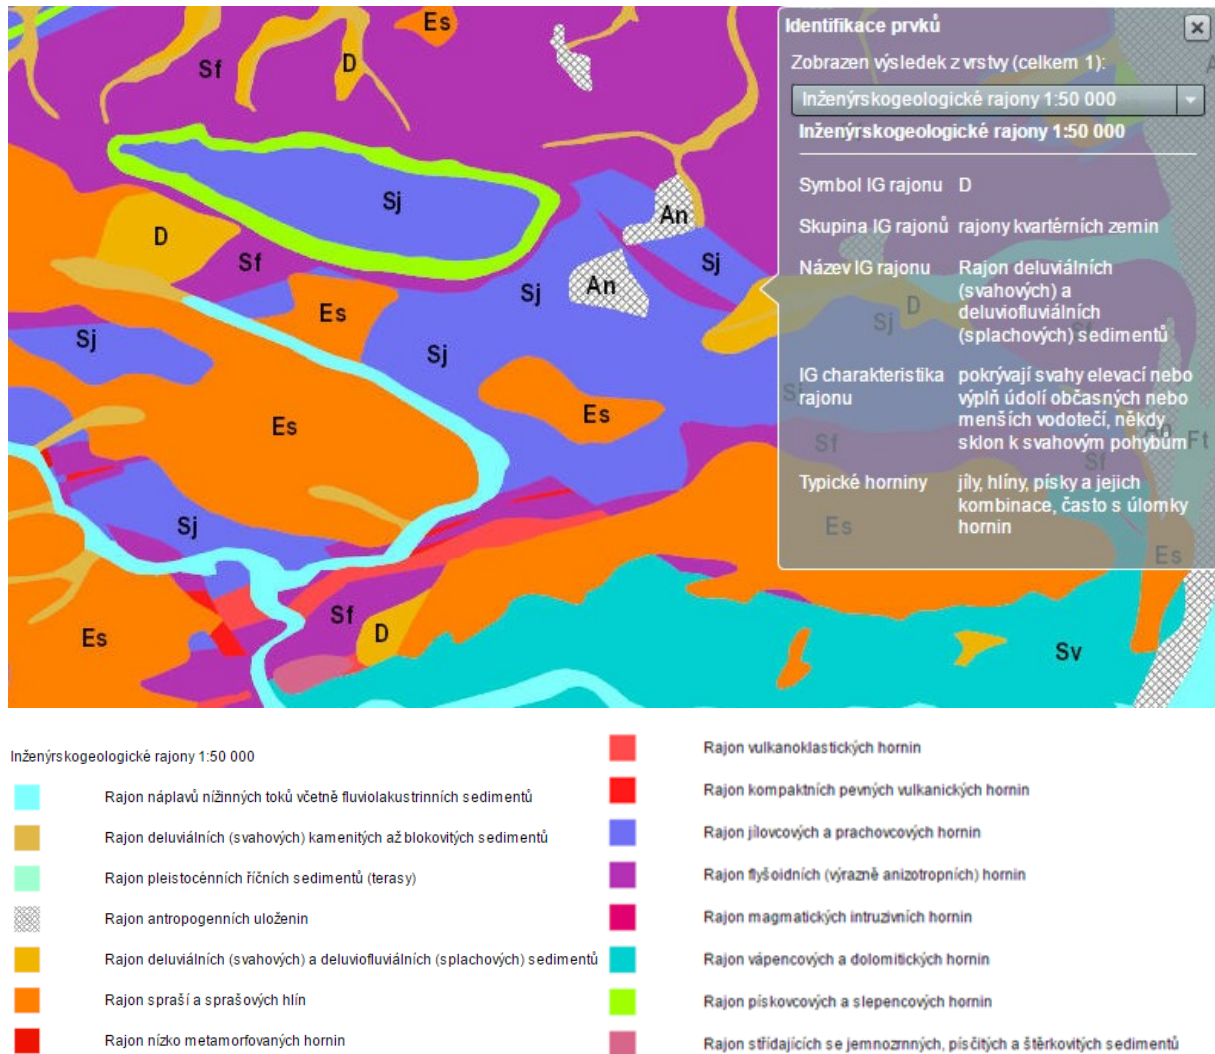 Es
Sf
D
Sj
An
D
Sf
Sj
Sj
An
Es
Sj
Sj
Es
Es
Sj
Sf
D
Es
Sv
Identifikace prvků
Zobrazen výsledek z vrstvy (celkem 1):
Inženýrskogeologické rajony 1:50 000
Inženýrskogeologické rajony 1:50 000
Symbol IG rajonu D
Skupina IG rajonů rajony kvartérních zemin
Název IG rajonu Rajon deluviálních
(svahových) a
deluviofluviálních
(splachových) sedimentů
IG charakteristika pokrývají svahy elevací nebo
rajonu výplň údolí občasných nebo
menších vodotečí, někdy
sklon k svahovým pohybům
Typické horniny jíly, hlíny, písky a jejich
kombinace, často s úlomky
hornin
D
Sj
Sf
An
Ft
Sf
Es
Es
Inženýrskogeologické rajony 1:50 000
Rajon náplavů nížinných toků včetně fluviolakustrinních sedimentů
Rajon deluviálních (svahových) kamenitých až blokovitých sedimentů
Rajon pleistocénních říčních sedimentů (terasy)
Rajon antropogenních uloženin
Rajon deluviálních (svahových) a deluviofluviálních (splachových) sedimentů
Rajon spraší a sprašových hlín
Rajon nízko metamorfovaných hornin
Rajon vulkanoklastických hornin
Rajon kompaktních pevných vulkanických hornin
Rajon jílovcových a prachovcových hornin
Rajon flyšoidních (výrazně anizotropních) hornin
Rajon magmatických intruzivních hornin
Rajon vápencových a dolomitických hornin
Rajon pískovcových a slepencových hornin
Rajon střídajících se jemnozrnných, písčitých a štěrkovitých sedimentů